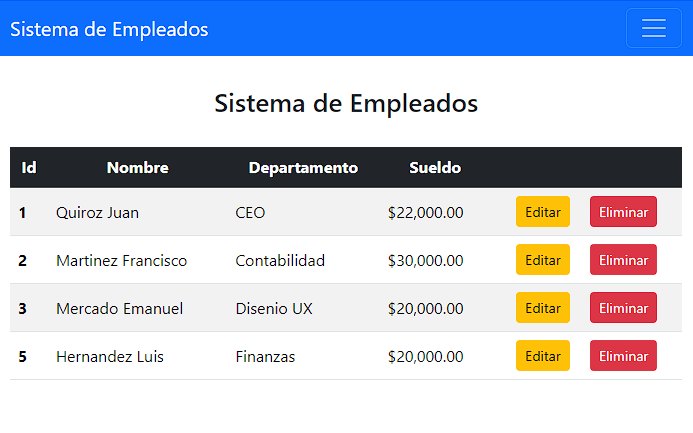 Sistema de Empleados
Sistema de Empleados
Id Nombre Departamento Sueldo
1 Quiroz Juan CEO $22,000.00 Editar Eliminar
2 Martinez Francisco Contabilidad $30,000.00 Editar Eliminar
3 Mercado Emanuel Disenio UX $20,000.00 Editar Eliminar
5 Hernandez Luis Finanzas $20,000.00 Editar Eliminar